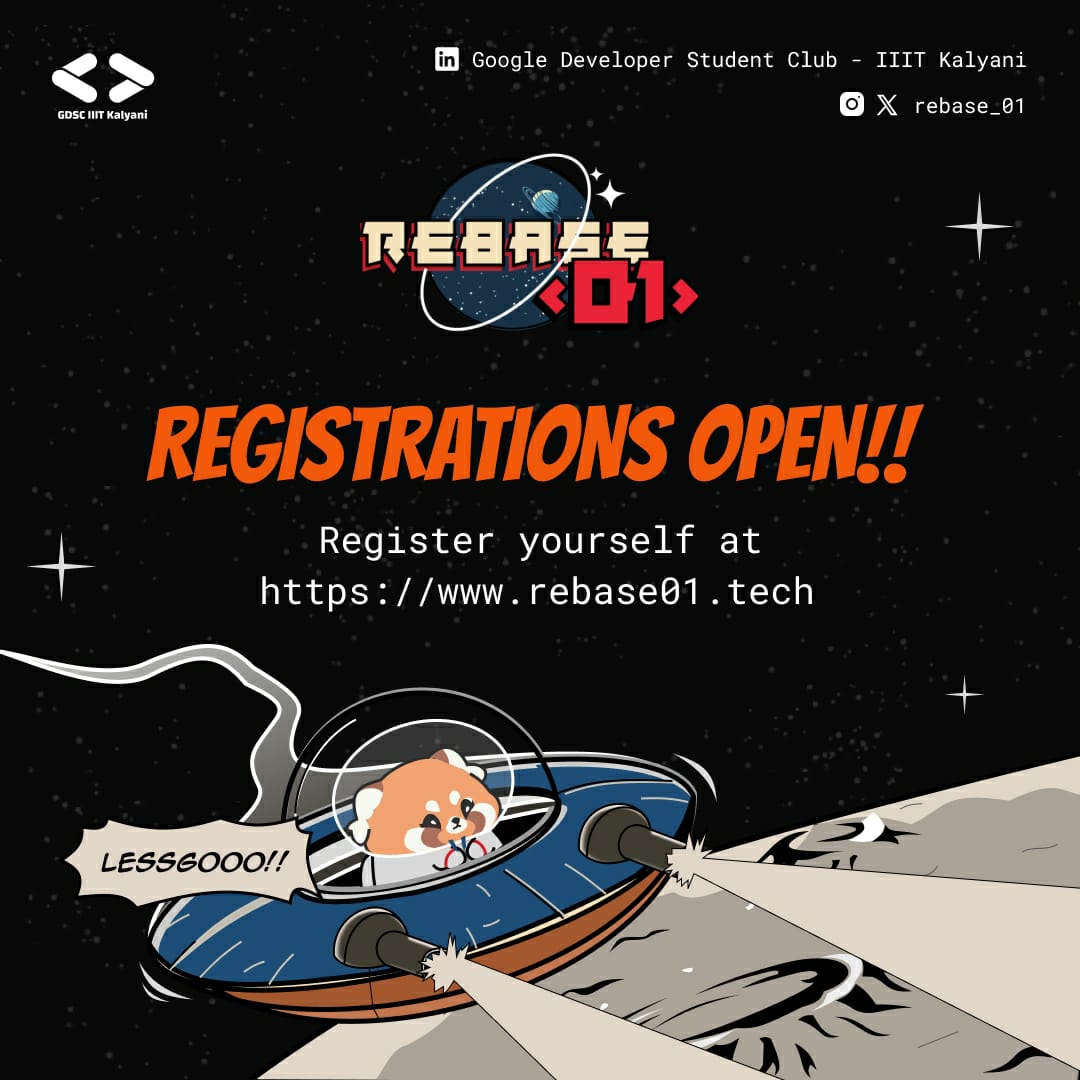 GDSC IIIT Kalyani
Google Developer Student Club - IIIT Kalyani
rebase_01
REBASE
<01>
REGISTRATIONS OPEN!!
Register yourself at
https://www.rebase01.tech
LESSGOOO!!